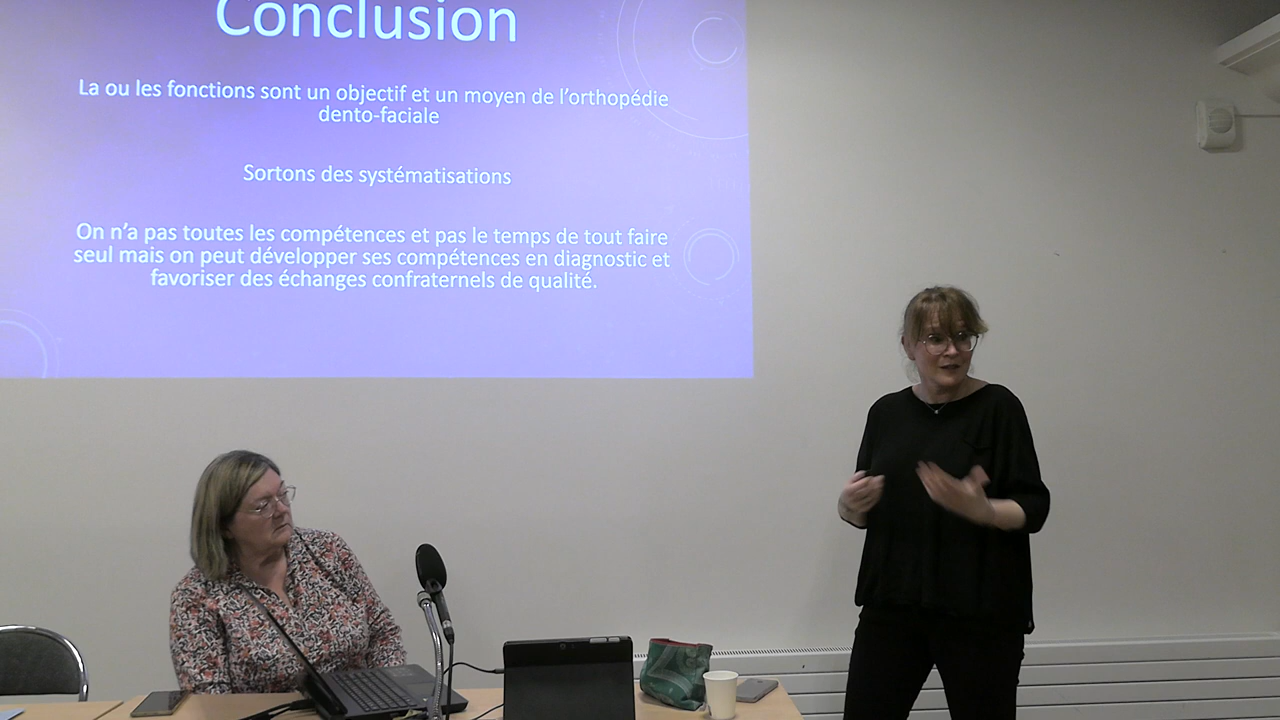 Conclusion
La ou les fonctions sont un objectif et un moyen de l'orthopédie
dento-faciale
Sortons des systématisations
On n'a pas toutes les compétences et pas le temps de tout faire
seul mais on peut développer ses compétences en diagnostic et
favoriser des échanges confraternels de qualité.